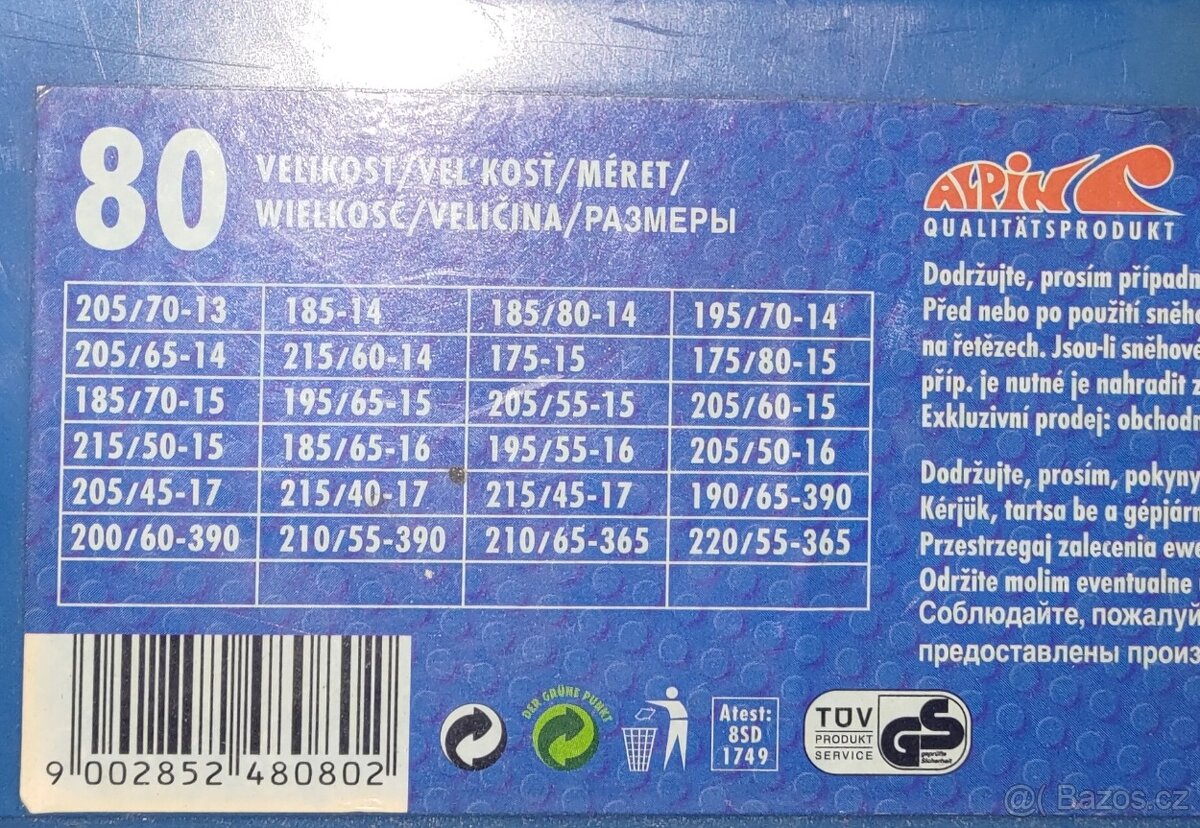 80
VELIKOST/VEL'KOSŤ/MÉRET/
WIELKOŚĆ/VELIČINA/РАЗМЕРЫ
205/70-13 185-14 185/80-14 195/70-14
205/65-14 215/60-14 175-15 175/80-15
185/70-15 195/65-15 205/55-15 205/60-15
215/50-15 185/65-16 195/55-16 205/50-16
205/45-17 215/40-17 215/45-17 190/65-390
200/60-390 210/55-390 210/65-365 220/55-365
ALPIN
QUALITÄTSPRODUKT
Dodržujte, prosím případn
Před nebo po použití sněho
na řetězech. Jsou-li sněhové
příp. je nutné je nahradit z
Exkluzivní prodej: obchodn
Dodržujte, prosím, pokyny
Kérjük, tartsa be a gépjárm
Przestrzegaj zalecenia ewe
Održite molim eventualne
Соблюдайте, пожалуй
предоставлены произ
9 002852 480802
DER GRÜNE PUNKT
Atest:
8SD
1749
TÜV
PRODUKT
SERVICE
GS
geprüfte
Sicherheit
@( Bazos.cz